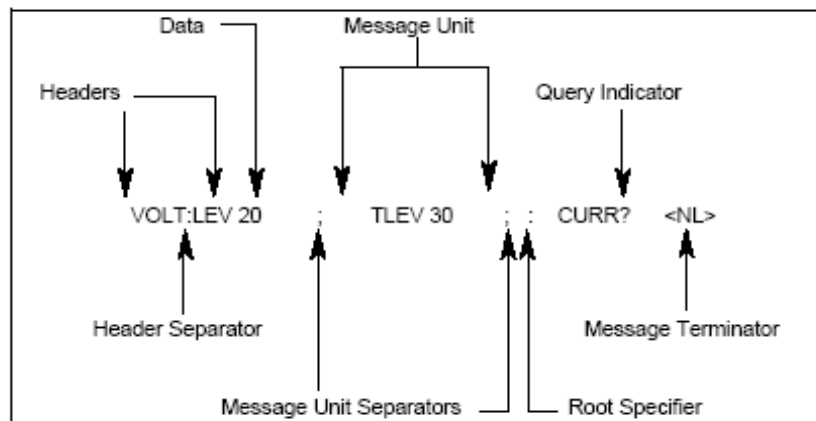 Data Message Unit
Headers Query Indicator
VOLT:LEV 20 ; TLEV 30 ; : CURR? <NL>
Header Separator Message Terminator
Message Unit Separators Root Specifier